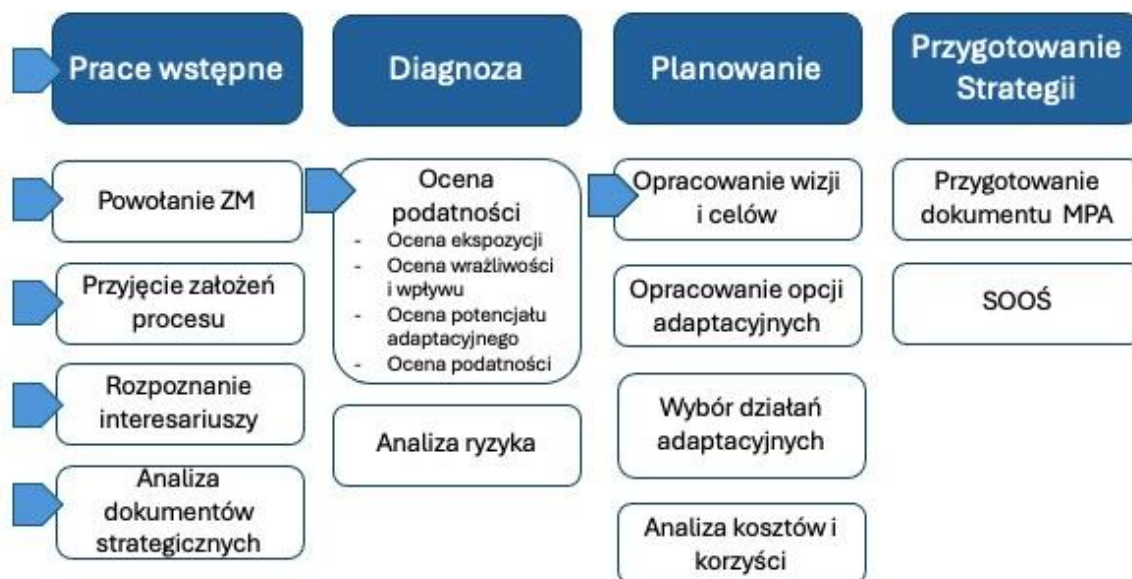 Prace wstępne
Diagnoza
Planowanie
Przygotowanie
Strategii
Powołanie ZM
Przyjęcie założeń
procesu
Rozpoznanie
interesariuszy
Analiza
dokumentów
strategicznych
Ocena
podatności
- Ocena ekspozycji
- Ocena wrażliwości
i wpływu
- Ocena potencjału
adaptacyjnego
- Ocena podatności
Analiza ryzyka
Opracowanie wizji
i celów
Opracowanie opcji
adaptacyjnych
Wybór działań
adaptacyjnych
Analiza kosztów i
korzyści
Przygotowanie
dokumentu MPA
SOOŚ